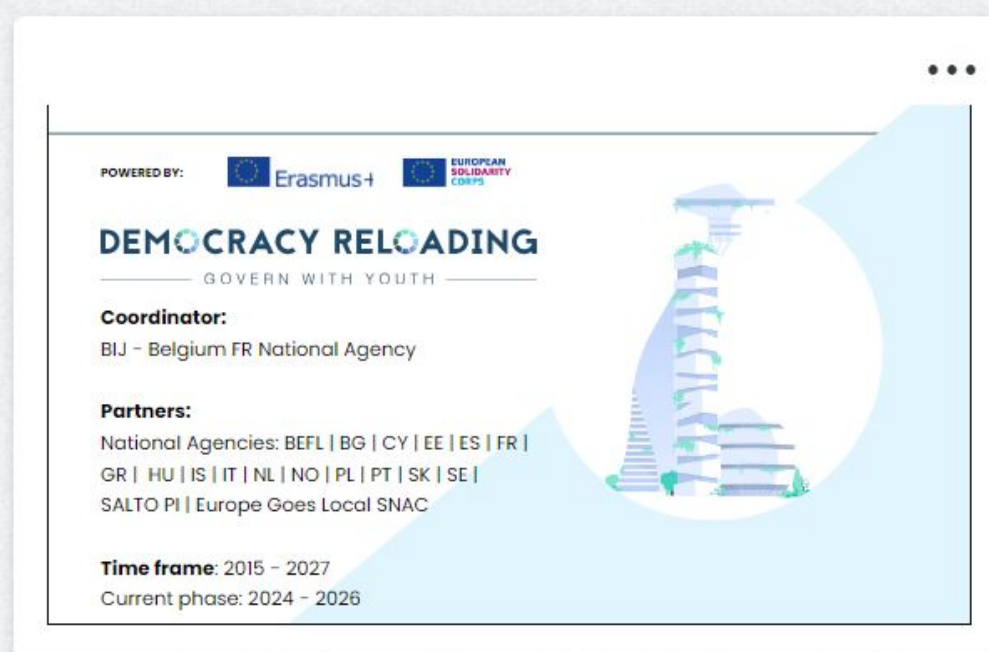 POWERED BY:
Erasmus+
EUROPEAN
SOLIDARITY
CORPS
DEMOCRACY RELOADING
GOVERN WITH YOUTH
Coordinator:
BIJ - Belgium FR National Agency
Partners:
National Agencies: BEFL | BG | CY | EE | ES | FR |
GR | HU | IS | IT | NL | NO | PL | PT | SK | SE |
SALTO PI | Europe Goes Local SNAC
Time frame: 2015 - 2027
Current phase: 2024 - 2026